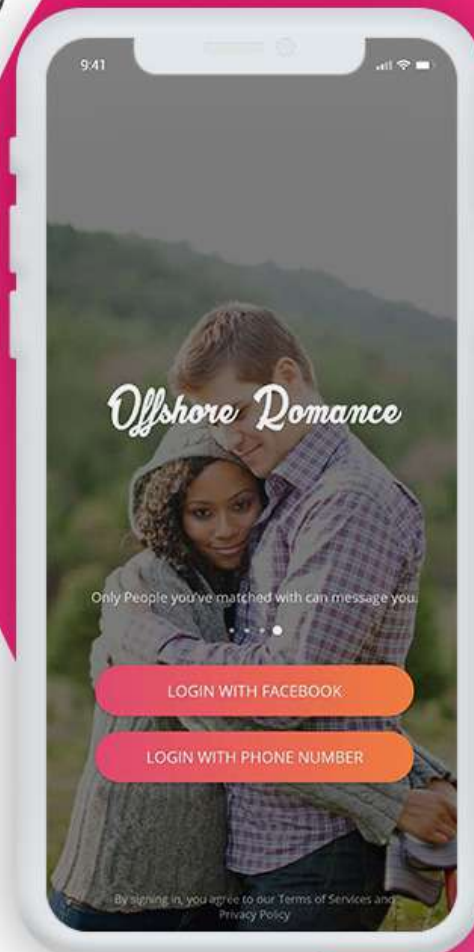 9:41
Offshore Romance
Only People you've matched with can message you.
LOGIN WITH FACEBOOK
LOGIN WITH PHONE NUMBER
By signing in, you agree to our Terms of Services and
Privacy Policy